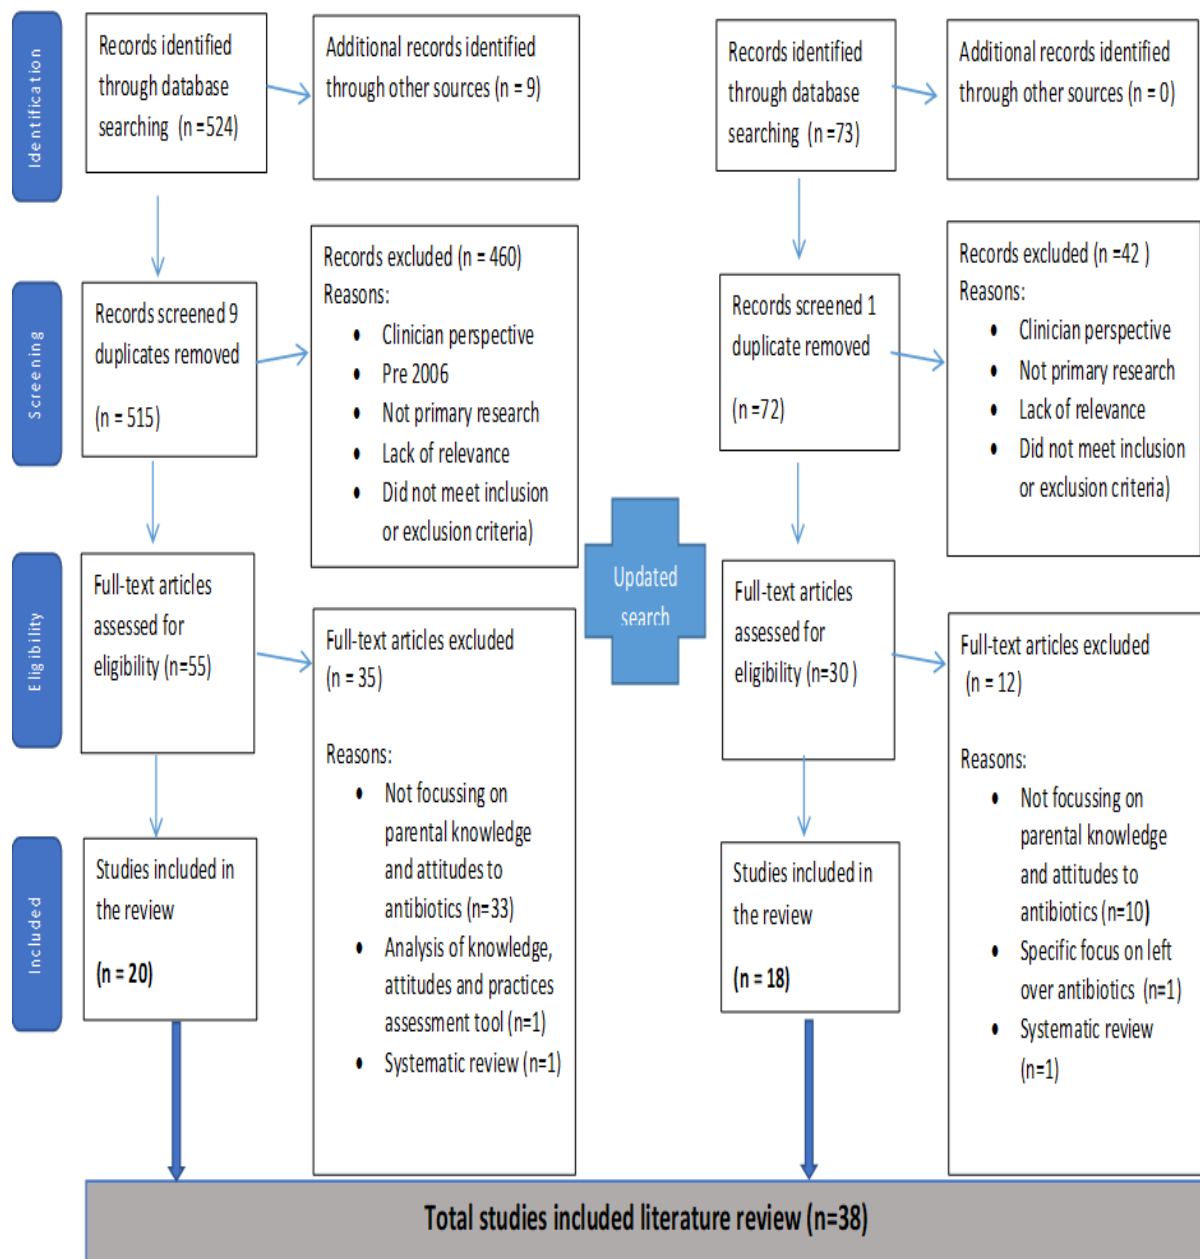 Identification
Records identified
through database
searching (n =524)
Additional records identified
through other sources (n = 9)
Records identified
through database
searching (n =73)
Additional records identified
through other sources (n = 0)
Screening
Records screened 9
duplicates removed
(n = 515)
Records excluded (n = 460)
Reasons:
• Clinician perspective
• Pre 2006
• Not primary research
• Lack of relevance
• Did not meet inclusion
or exclusion criteria)
Records screened 1
duplicate removed
(n =72)
Records excluded (n =42 )
Reasons:
• Clinician perspective
• Not primary research
• Lack of relevance
• Did not meet inclusion
or exclusion criteria)
Updated
search
Eligibility
Full-text articles
assessed for
eligibility (n=55)
Full-text articles excluded
(n = 35)
Reasons:
• Not focussing on
parental knowledge
and attitudes to
antibiotics (n=33)
• Analysis of knowledge,
attitudes and practices
assessment tool (n=1)
• Systematic review (n=1)
Full-text articles
assessed for
eligibility (n=30 )
Full-text articles excluded
(n = 12)
Reasons:
• Not focussing on
parental knowledge
and attitudes to
antibiotics (n=10)
• Specific focus on left
over antibiotics (n=1)
• Systematic review
(n=1)
Included
Studies included in
the review
(n = 20)
Studies included in
the review
(n = 18)
Total studies included literature review (n=38)